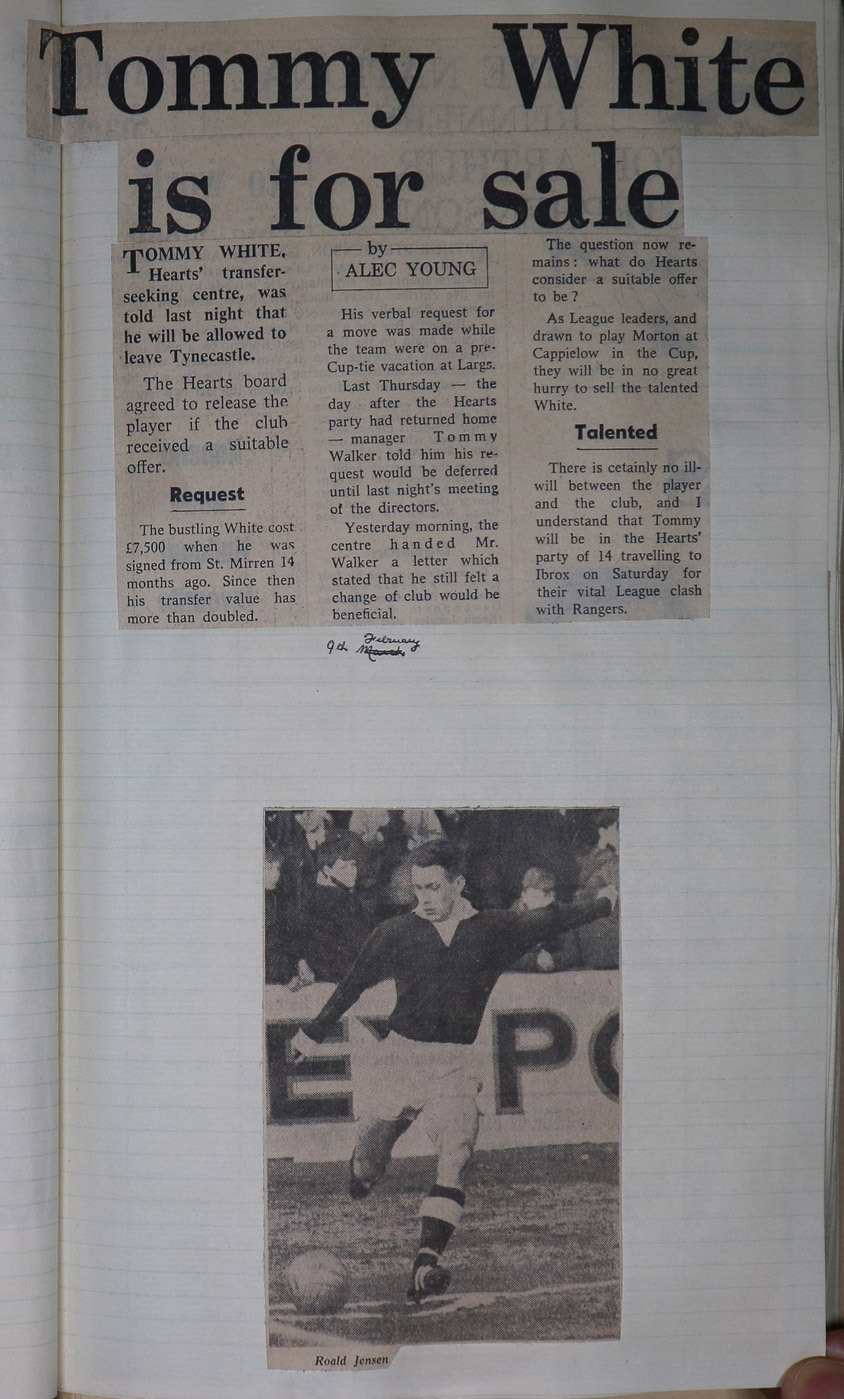 Tommy White
is for sale
TOMMY WHITE,
Hearts' transfer-
seeking centre, was
told last night that
he will be allowed to
leave Tynecastle.
The Hearts board
agreed to release the
player if the club
received a suitable
offer.
Request
The bustling White cost
£7,500 when he was
signed from St. Mirren 14
months ago. Since then
his transfer value has
more than doubled.
by
ALEC YOUNG
His verbal request for
a move was made while
the team were on a pre-
Cup-tie vacation at Largs.
Last Thursday — the
day after the Hearts
party had returned home
— manager Tommy
Walker told him his re-
quest would be deferred
until last night's meeting
of the directors.
Yesterday morning, the
centre handed Mr.
Walker a letter which
stated that he still felt a
change of club would be
beneficial.
The question now re-
mains: what do Hearts
consider a suitable offer
to be?
As League leaders, and
drawn to play Morton at
Cappielow in the Cup,
they will be in no great
hurry to sell the talented
White.
Talented
There is cetainly no ill-
will between the player
and the club, and I
understand that Tommy
will be in the Hearts'
party of 14 travelling to
Ibrox on Saturday for
their vital League clash
with Rangers.
February
9th March
E PO
Roald Jensen